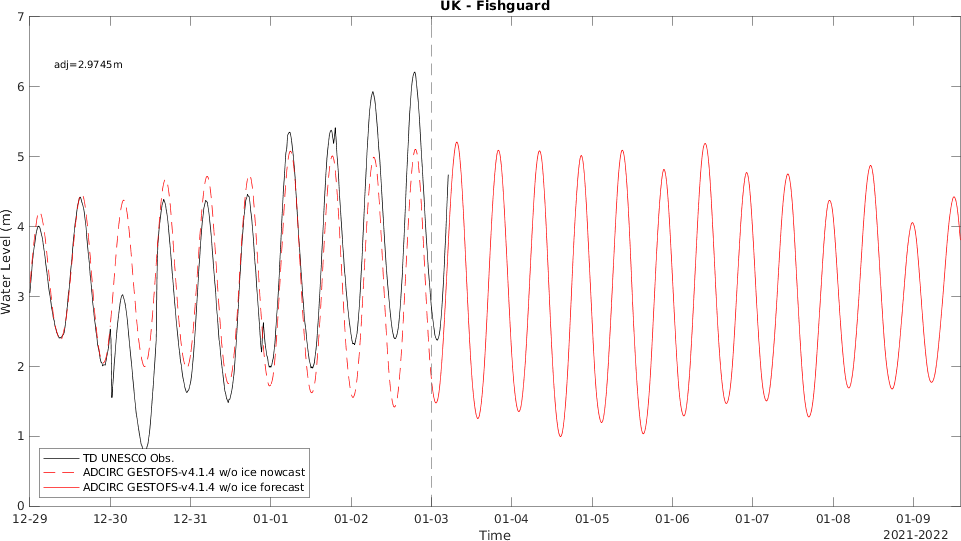 UK - Fishguard
7
adj=2.9745m
6
5
4
3
2
1
0
Water Level (m)
TD UNESCO Obs.
ADCIRC GESTOFS-v4.1.4 w/o ice nowcast
ADCIRC GESTOFS-v4.1.4 w/o ice forecast
12-29 12-30 12-31 01-01 01-02 01-03 01-04 01-05 01-06 01-07 01-08 01-09
Time
2021-2022